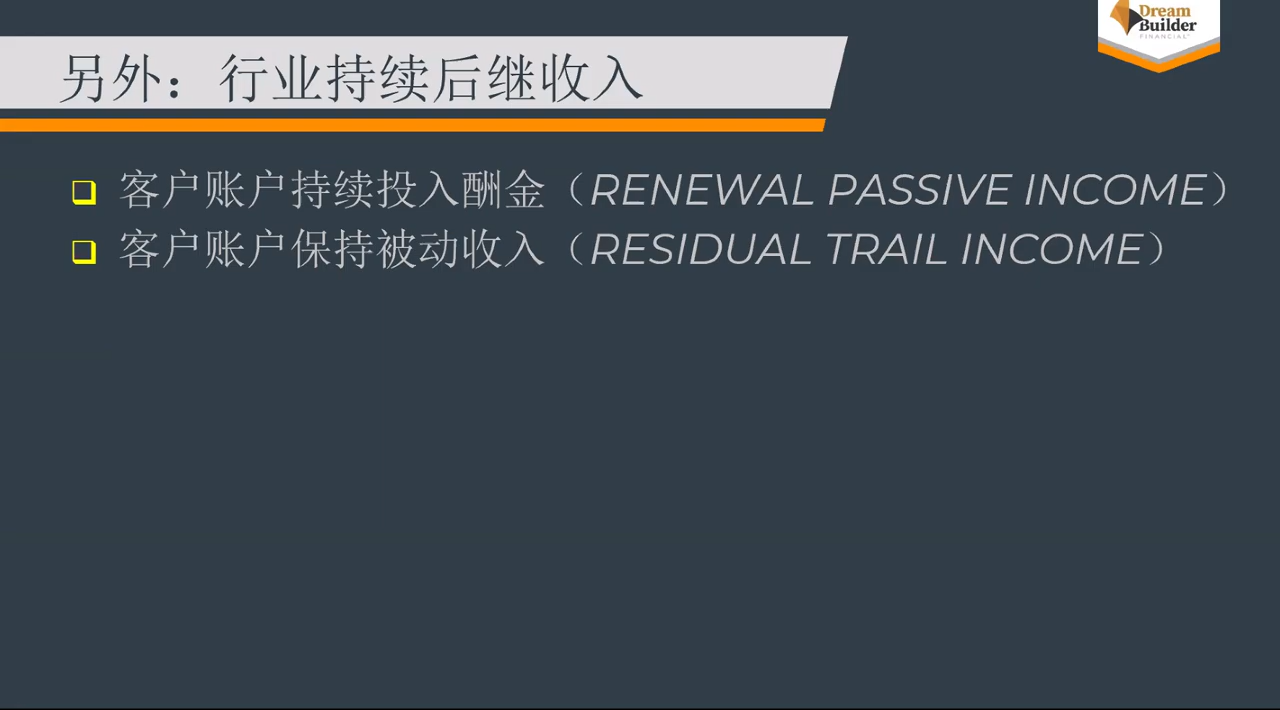 Dream
Builder
FINANCIAL
另外：行业持续后继收入
客户账户持续投入酬金（RENEWAL PASSIVE INCOME）
客户账户保持被动收入（RESIDUAL TRAIL INCOME）